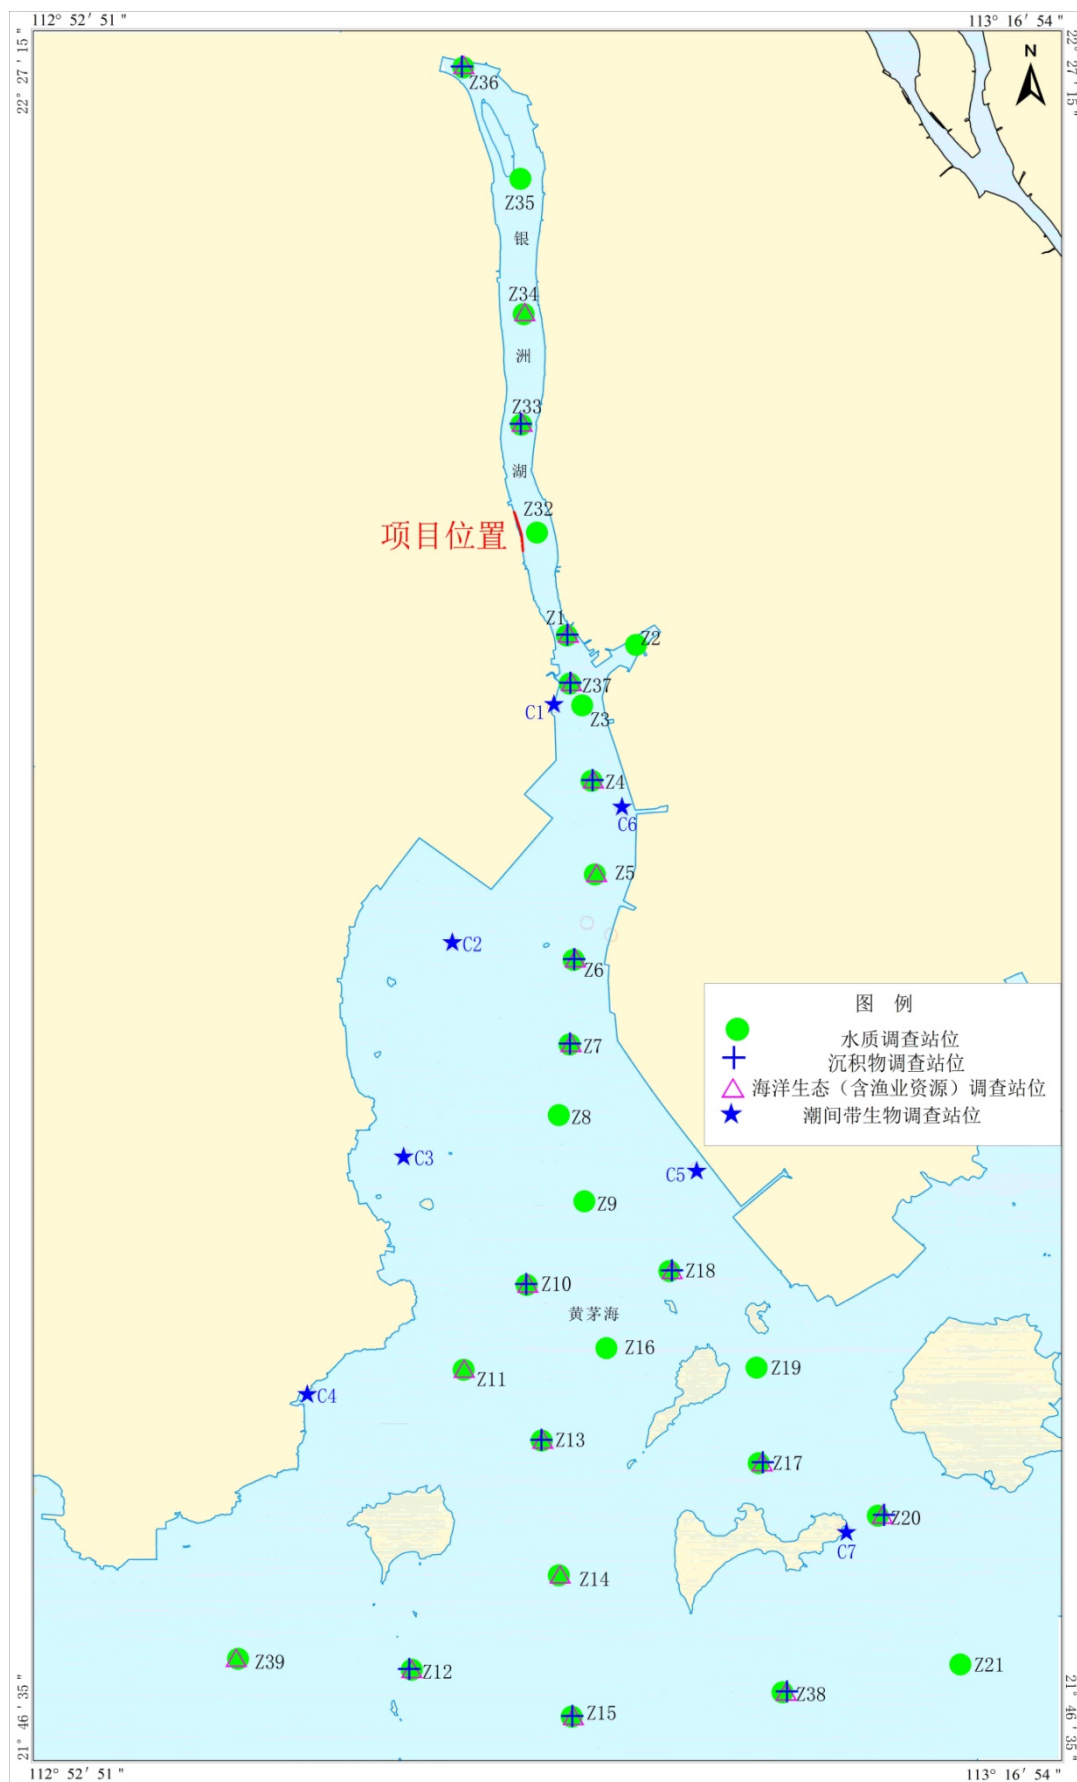 112° 52′ 51 ″
113° 16′ 54 ″
22° 27′ 15 ″
22° 27′ 15 ″
N
Z36
Z35
银
Z34
洲
Z33
湖
Z32
项目位置
Z1
Z2
Z37
C1
Z3
Z4
C6
Z5
C2
Z6
图 例
水质调查站位
沉积物调查站位
海洋生态（含渔业资源）调查站位
潮间带生物调查站位
Z7
Z8
C3
C5
Z9
Z18
Z10
黄茅海
Z16
Z19
Z11
C4
Z13
Z17
Z20
C7
Z14
Z39
Z12
Z21
Z38
Z15
21° 46′ 35 ″
21° 46′ 35 ″
112° 52′ 51 ″
113° 16′ 54 ″